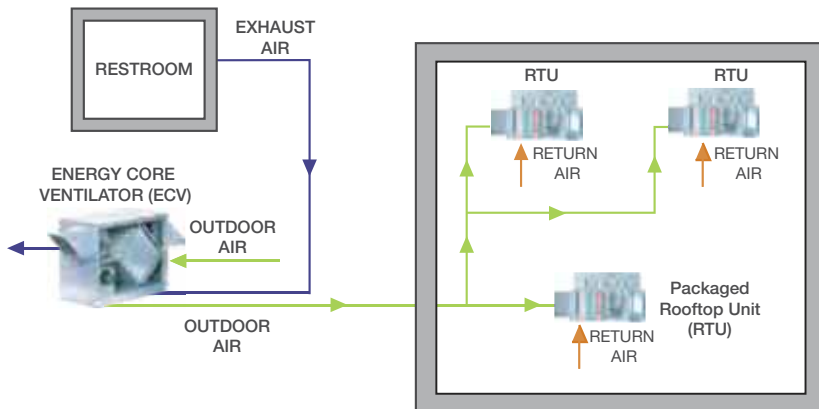 EXHAUST
AIR
RESTROOM
RTU
RTU
RETURN
AIR
RETURN
AIR
ENERGY CORE
VENTILATOR (ECV)
OUTDOOR
AIR
OUTDOOR
AIR
Packaged
Rooftop Unit
(RTU)
RETURN
AIR